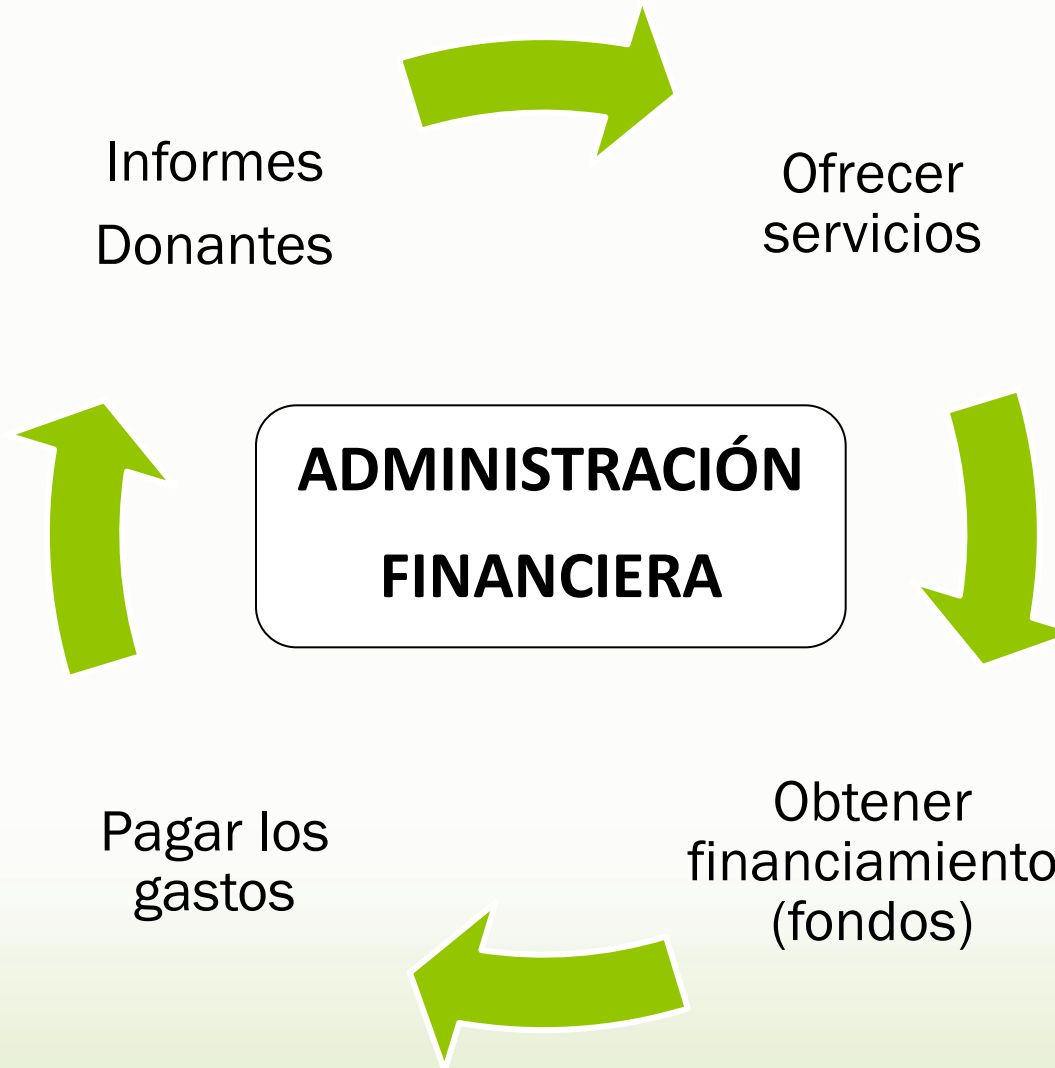 Informes
Donantes
Ofrecer
servicios
ADMINISTRACIÓN
FINANCIERA
Pagar los
gastos
Obtener
financiamiento
(fondos)